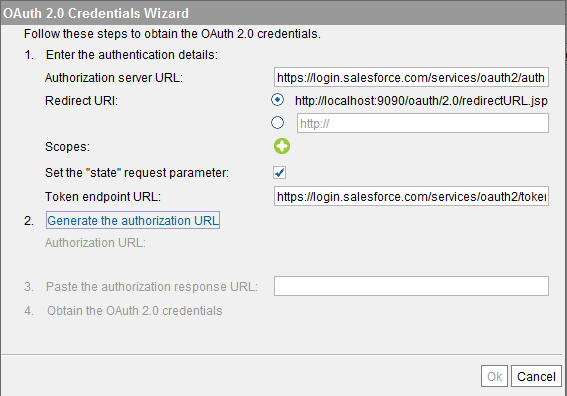 OAuth 2.0 Credentials Wizard
Follow these steps to obtain the OAuth 2.0 credentials.
1. Enter the authentication details:
Authorization server URL: https://login.salesforce.com/services/oauth2/auth
Redirect URI: http://localhost:9090/oauth/2.0/redirectURL.jsp
http://
Scopes:
Set the "state" request parameter:
Token endpoint URL: https://login.salesforce.com/services/oauth2/token
2. Generate the authorization URL
Authorization URL:
3. Paste the authorization response URL:
4. Obtain the OAuth 2.0 credentials
Ok Cancel